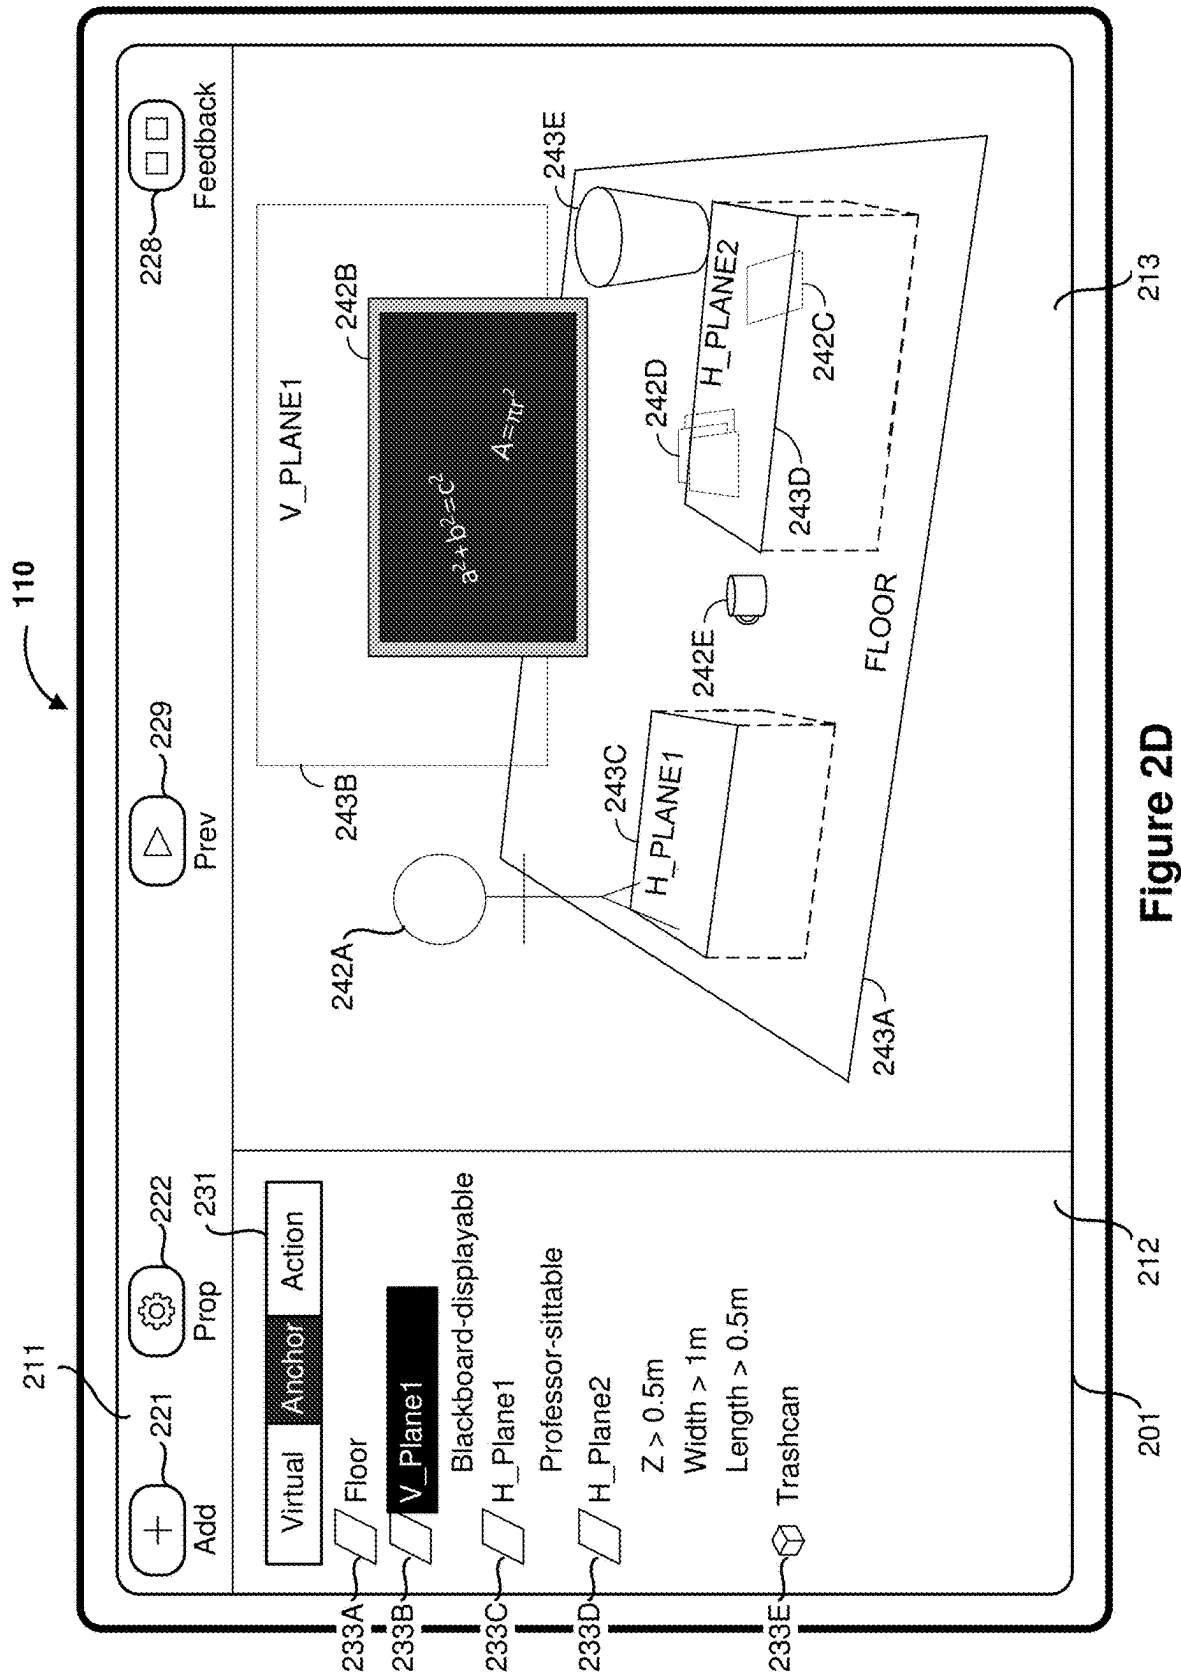 110
211
221
222
229
228
Add
Prop
Prev
Feedback
231
Virtual
Anchor
Action
233A
Floor
233B
V_Plane1
Blackboard-displayable
233C
H_Plane1
Professor-sittable
233D
H_Plane2
Z > 0.5m
Width > 1m
Length > 0.5m
233E
Trashcan
V_PLANE1
242A
243B
242B
243E
a²+b²=c²
A=πr²
243C
H_PLANE1
242E
242D
H_PLANE2
243D
242C
FLOOR
243A
201
212
213
Figure 2D